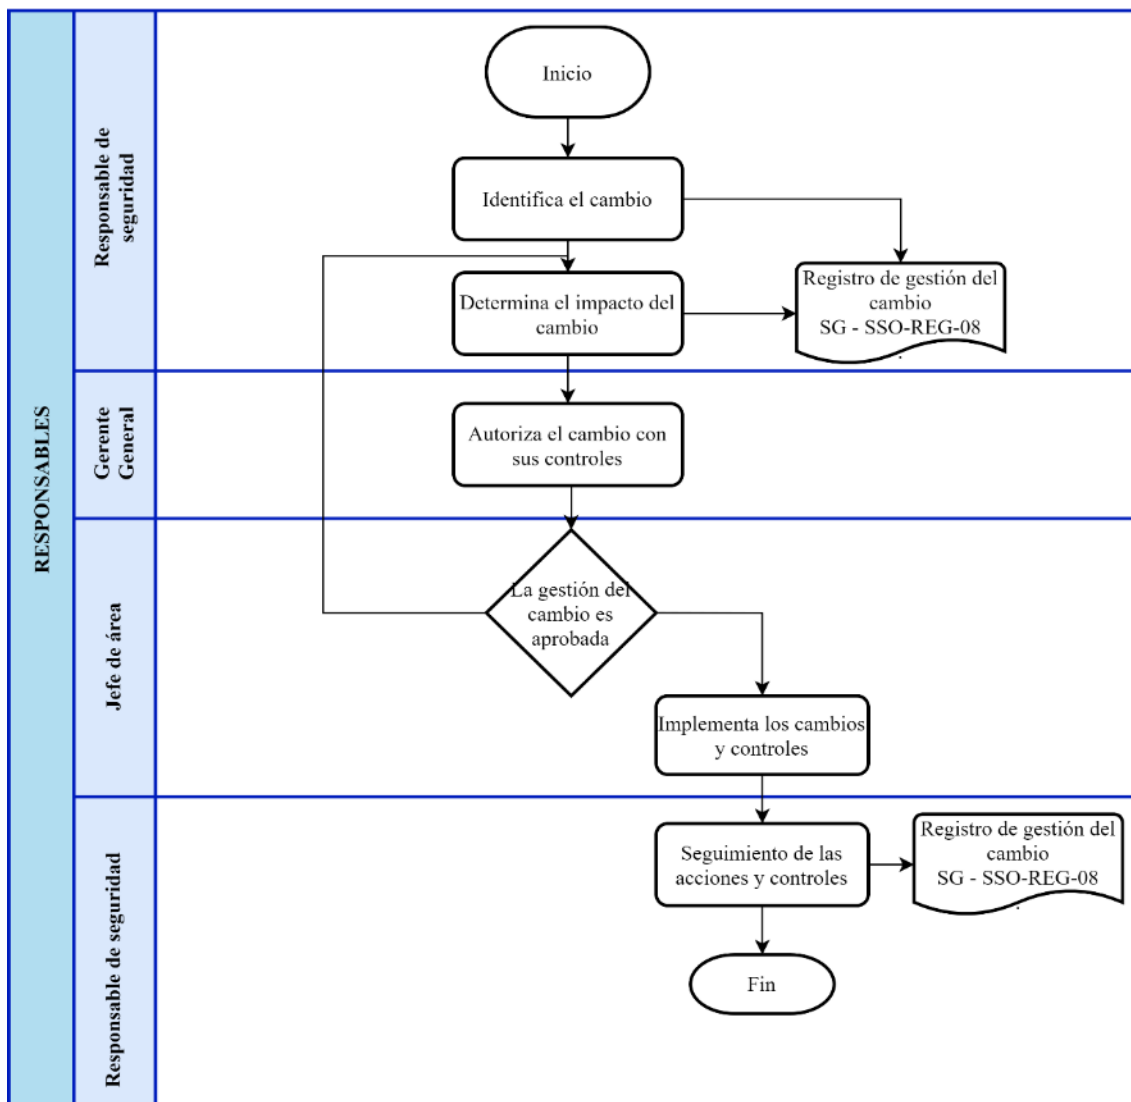 RESPONSABLES
Responsable de
seguridad
Inicio
Identifica el cambio
Determina el impacto del
cambio
Registro de gestión del
cambio
SG - SSO-REG-08
.
Gerente
General
Autoriza el cambio con
sus controles
Jefe de área
La gestión del
cambio es
aprobada
Implementa los cambios
y controles
Responsable de seguridad
Seguimiento de las
acciones y controles
Registro de gestión del
cambio
SG - SSO-REG-08
.
Fin